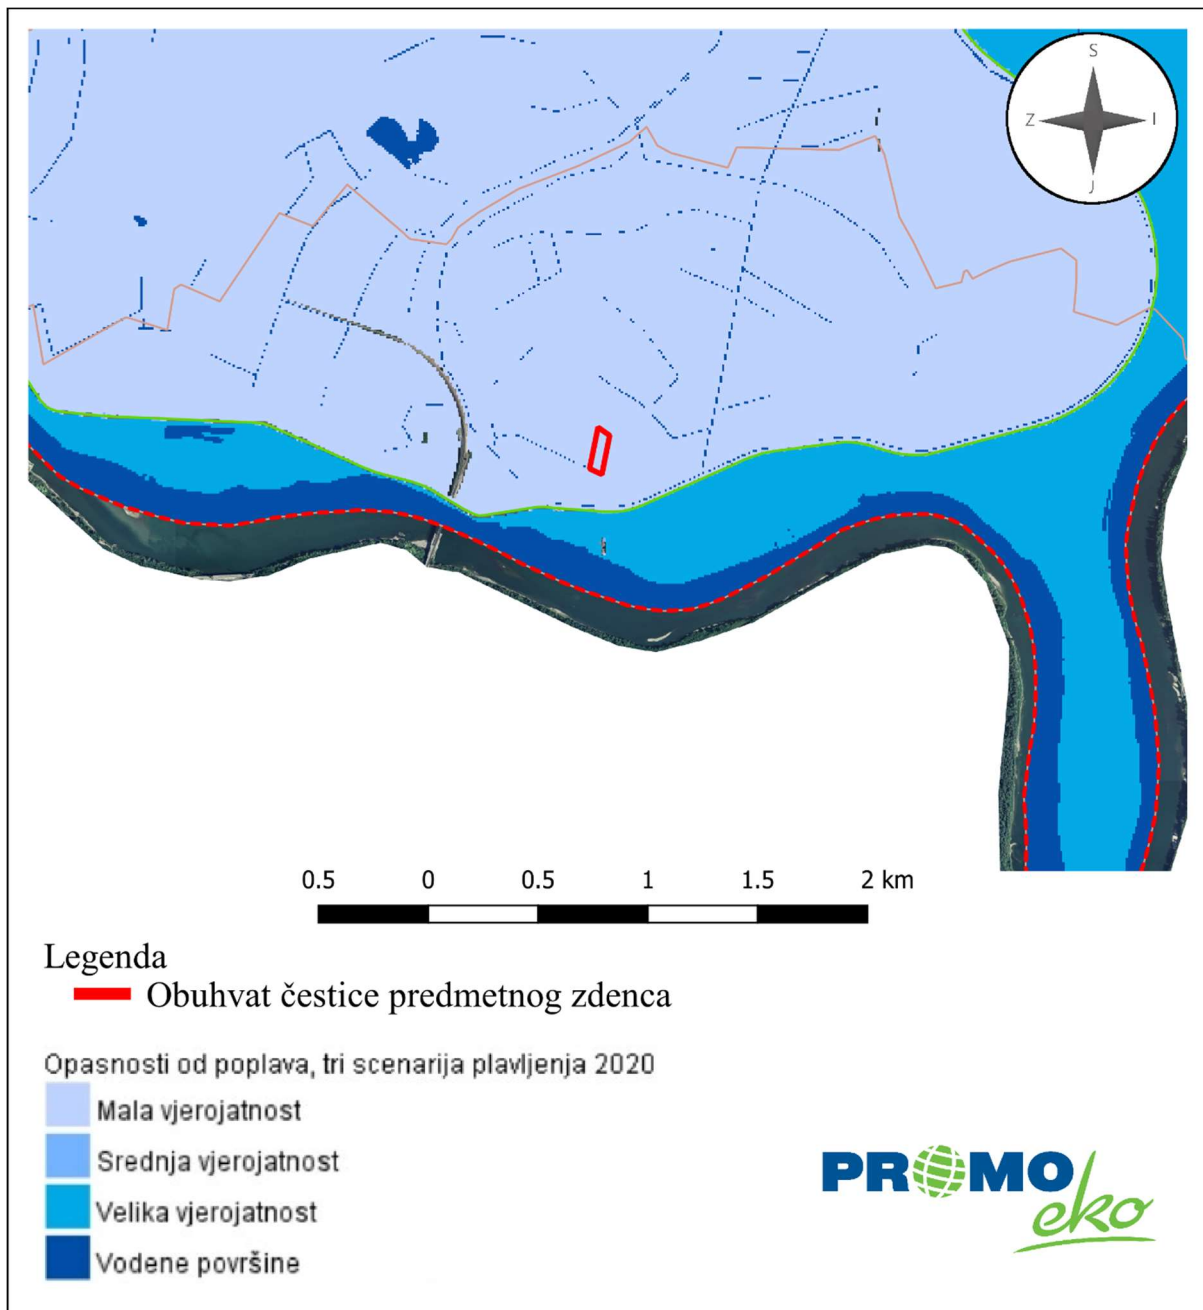 S
Z I
J
0.5 0 0.5 1 1.5 2 km
Legenda
Obuhvat čestice predmetnog zdenca
Opasnosti od poplava, tri scenarija plavljenja 2020
Mala vjerojatnost
Srednja vjerojatnost
Velika vjerojatnost
Vodene površine
PROMO
eko